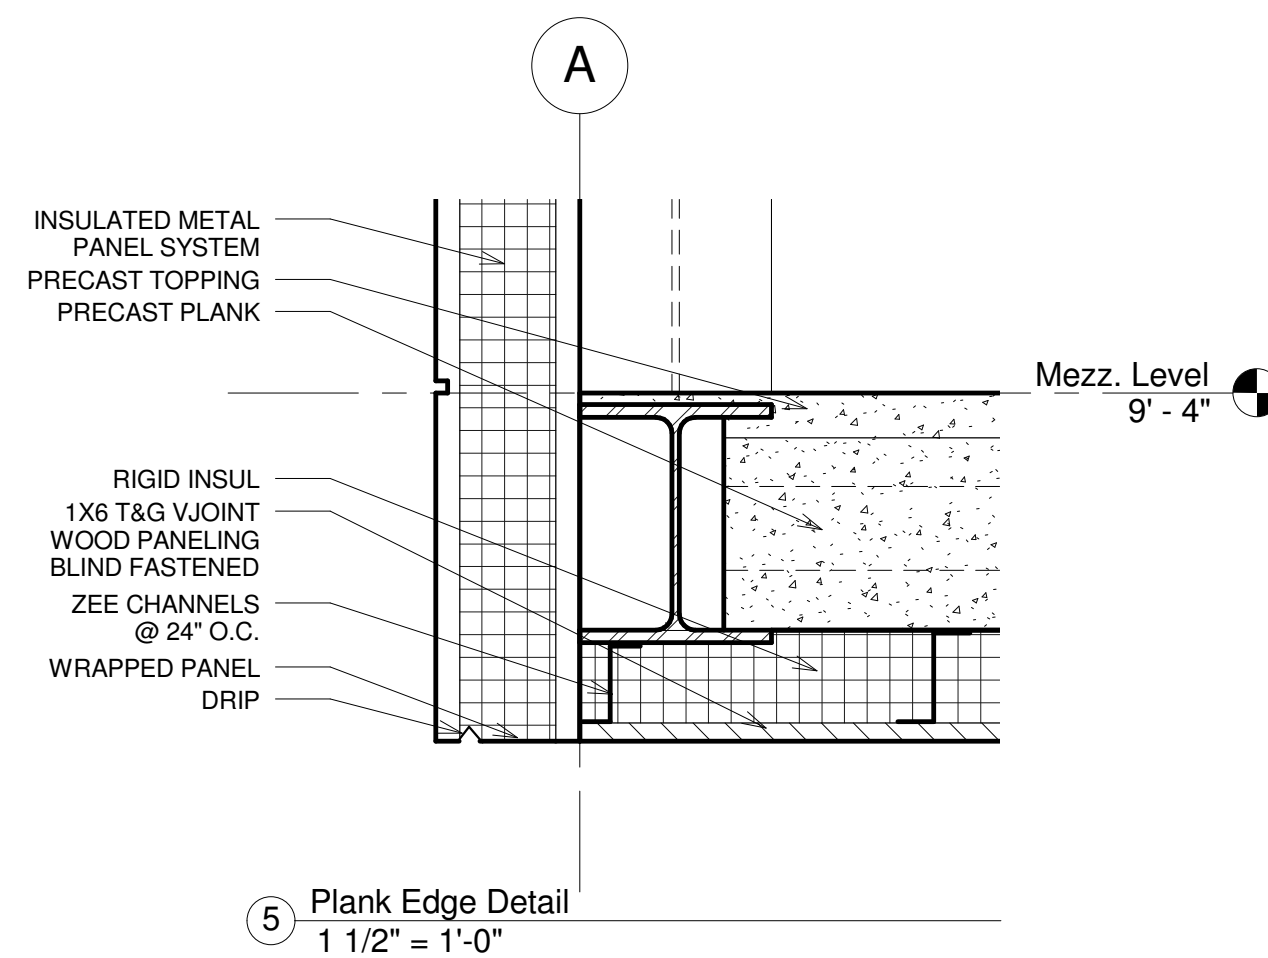 A
INSULATED METAL
PANEL SYSTEM
PRECAST TOPPING
PRECAST PLANK
Mezz. Level
9' - 4"
RIGID INSUL
1X6 T&G VJOINT
WOOD PANELING
BLIND FASTENED
ZEE CHANNELS
@ 24" O.C.
WRAPPED PANEL
DRIP
5
Plank Edge Detail
1 1/2" = 1'-0"